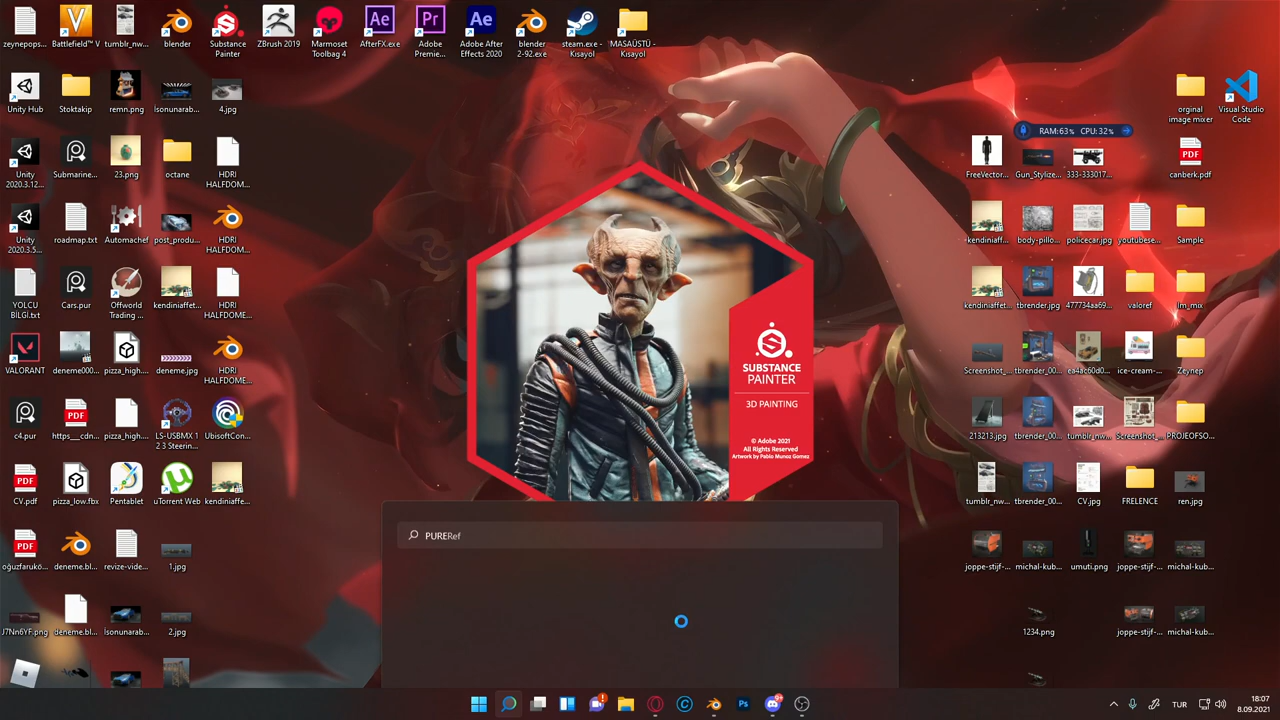 zeynepops...
Battlefield™ V
tumblr_nw...
blender
Substance
Painter
ZBrush 2019
Marmoset
Toolbag 4
AfterFX.exe
Adobe
Premie...
Adobe After
Effects 2020
blender
2-92.exe
steam.exe -
Kısayol
MASAÜSTÜ -
Kısayol
orginal
image mixer
Visual Studio
Code
Unity Hub
Stoktakip
remn.png
lsonunarab...
4.jpg
RAM:63% CPU:32%
Unity
2020.3.12...
Submarine...
23.png
octane
HDRI
HALFDOM...
FreeVector...
Gun_Stylize...
333-333017...
canberk.pdf
Unity
2020.3.5...
roadmap.txt
Automachef
post_produ...
HDRI
HALFDOME...
kendiniaff...
body-pillo...
policecar.jpg
youtubese...
Sample
YOLCU
BİLGİ.txt
Cars.pur
Offworld
Trading ...
kendiniaffet...
HDRI
HALFDOME...
kendiniaffet...
tbrender.jpg
477734aa69...
valoref
lm_mix
VALORANT
deneme000...
pizza_high...
deneme.jpg
HDRI
HALFDOME...
Screenshot_...
tbrender_00...
ea4ac60d0...
ice-cream-...
Zeynep
SUBSTANCE
PAINTER
3D PAINTING
© Adobe 2021
All Rights Reserved
Artwork by Pablo Munoz Gomez
c4.pur
https__cdn...
pizza_high...
LS-USBMX 1
2 3 Steerin...
UbisoftCon...
213213.jpg
tbrender_00...
tumblr_nw...
Screenshot_...
PROJEOFSO...
CV.pdf
pizza_low.fbx
Pentablet
uTorrent Web
kendiniaffe...
tumblr_nw...
tbrender_00...
CV.jpg
FRELENCE
ren.jpg
PURERef
oğuzfarukö...
deneme.bl...
revize-vide...
1.jpg
joppe-stijf-...
michal-kub...
umuti.png
joppe-stijf-...
michal-kub...
J7Nn6YF.png
deneme.bl...
lsonunarab...
2.jpg
1234.png
joppe-stijf-...
michal-kub...
TUR
18:07
8.09.2021